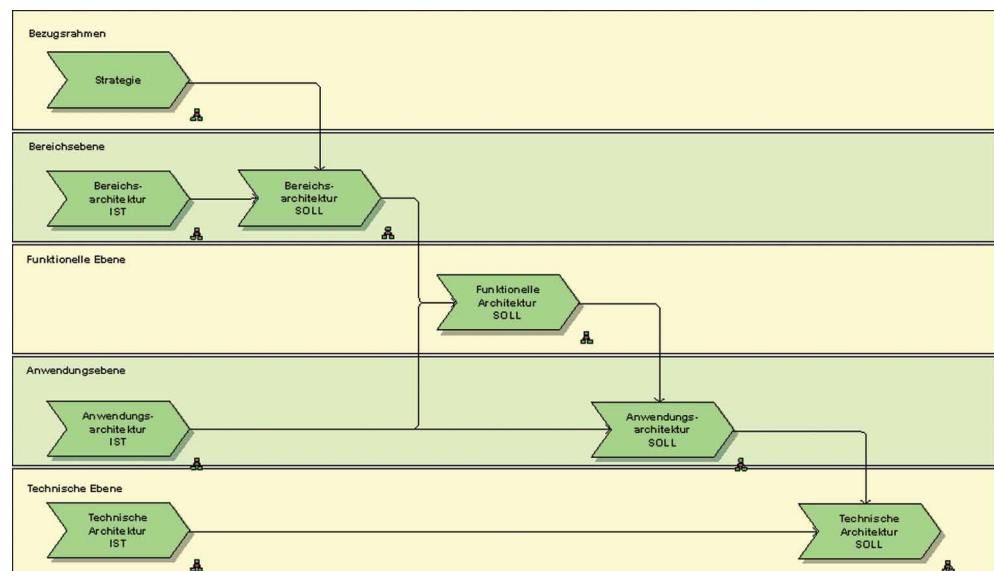 Bezugsrahmen
Strategie
Bereichsebene
Bereichs-
architektur
IST
Bereichs-
architektur
SOLL
Funktionelle Ebene
Funktionelle
Architektur
SOLL
Anwendungsebene
Anwendungs-
architektur
IST
Anwendungs-
architektur
SOLL
Technische Ebene
Technische
Architektur
IST
Technische
Architektur
SOLL